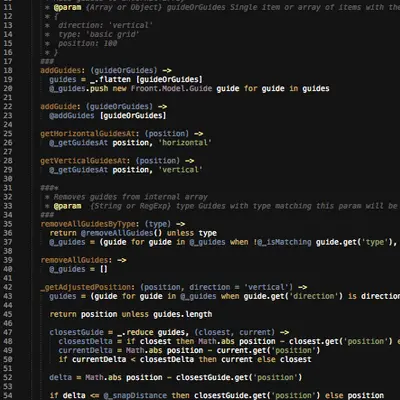 11 * @param {Array or Object} guideOrGuides Single item or array of items with the
12 * {
13 * direction: 'vertical'
14 * type: 'basic grid'
15 * position: 100
16 * }
17 ###
18 addGuides: (guideOrGuides) ->
19 guides = _.flatten [guideOrGuides]
20 @_guides.push new Froont.Model.Guide guide for guide in guides
21
22 addGuide: (guideOrGuides) ->
23 @addGuides [guideOrGuides]
24
25 getHorizontalGuidesAt: (position) ->
26 @_getGuidesAt position, 'horizontal'
27
28 getVerticalGuidesAt: (position) ->
29 @_getGuidesAt position, 'vertical'
30
31 ###*
32 * Removes guides from internal array
33 * @param {String or RegExp} type Guides with type matching this param will be
34 ###
35 removeAllGuidesByType: (type) ->
36 return @removeAllGuides() unless type
37 @_guides = (guide for guide in @_guides when !@_isMatching guide.get('type'),
38
39 removeAllGuides: ->
40 @_guides = []
41
42 _getAdjustedPosition: (position, direction = 'vertical') ->
43 guides = (guide for guide in @_guides when guide.get('direction') is direction
44
45 return position unless guides.length
46
47 closestGuide = _.reduce guides, (closest, current) ->
48 closestDelta = if closest then Math.abs position - closest.get('position')
49 currentDelta = Math.abs position - current.get('position')
50 if currentDelta < closestDelta then current else closest
51
52 delta = Math.abs position - closestGuide.get('position')
53
54 if delta <= @_snapDistance then closestGuide.get('position') else position